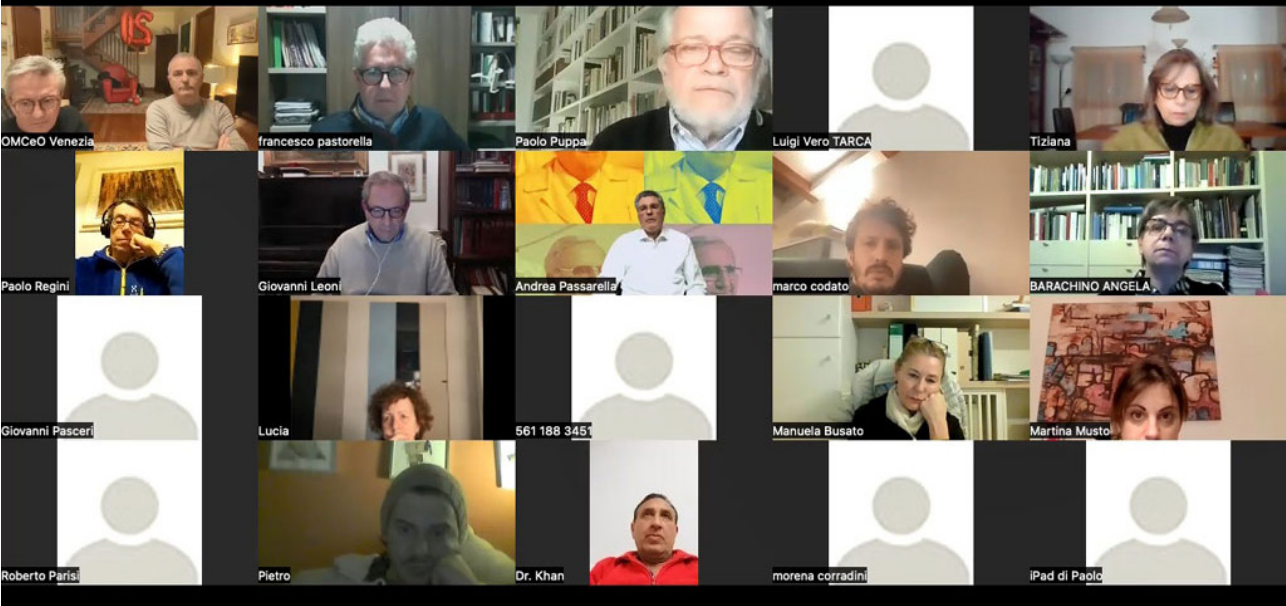 OMCeO Venezia
francesco pastorella
Paolo Puppa
Luigi Vero TARCA
Tiziana
Paolo Regini
Giovanni Leoni
Andrea Passarella
marco codato
BARACHINO ANGELA
Giovanni Pasceri
Lucia
561 188 3451
Manuela Busato
Martina Musto
Roberto Parisi
Pietro
Dr. Khan
morena corradini
iPad di Paolo